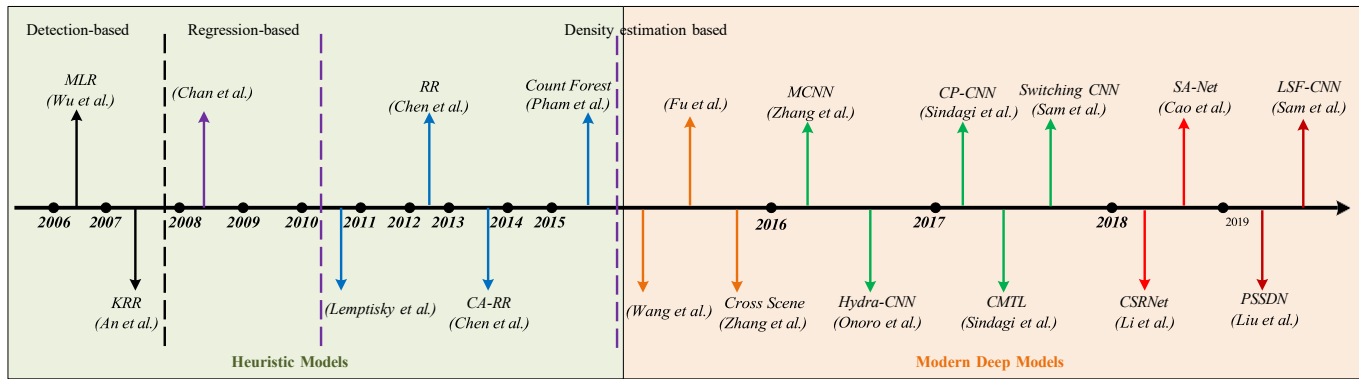 Detection-based
Regression-based
Density estimation based
MLR
(Wu et al.)
(Chan et al.)
RR
(Chen et al.)
Count Forest
(Pham et al.)
(Fu et al.)
MCNN
(Zhang et al.)
CP-CNN
(Sindagi et al.)
Switching CNN
(Sam et al.)
SA-Net
(Cao et al.)
LSF-CNN
(Sam et al.)
2006
2007
2008
2009
2010
2011
2012
2013
2014
2015
2016
2017
2018
2019
KRR
(An et al.)
(Lemptisky et al.)
CA-RR
(Chen et al.)
(Wang et al.)
Cross Scene
(Zhang et al.)
Hydra-CNN
(Onoro et al.)
CMTL
(Sindagi et al.)
CSRNet
(Li et al.)
PSSDN
(Liu et al.)
Heuristic Models
Modern Deep Models